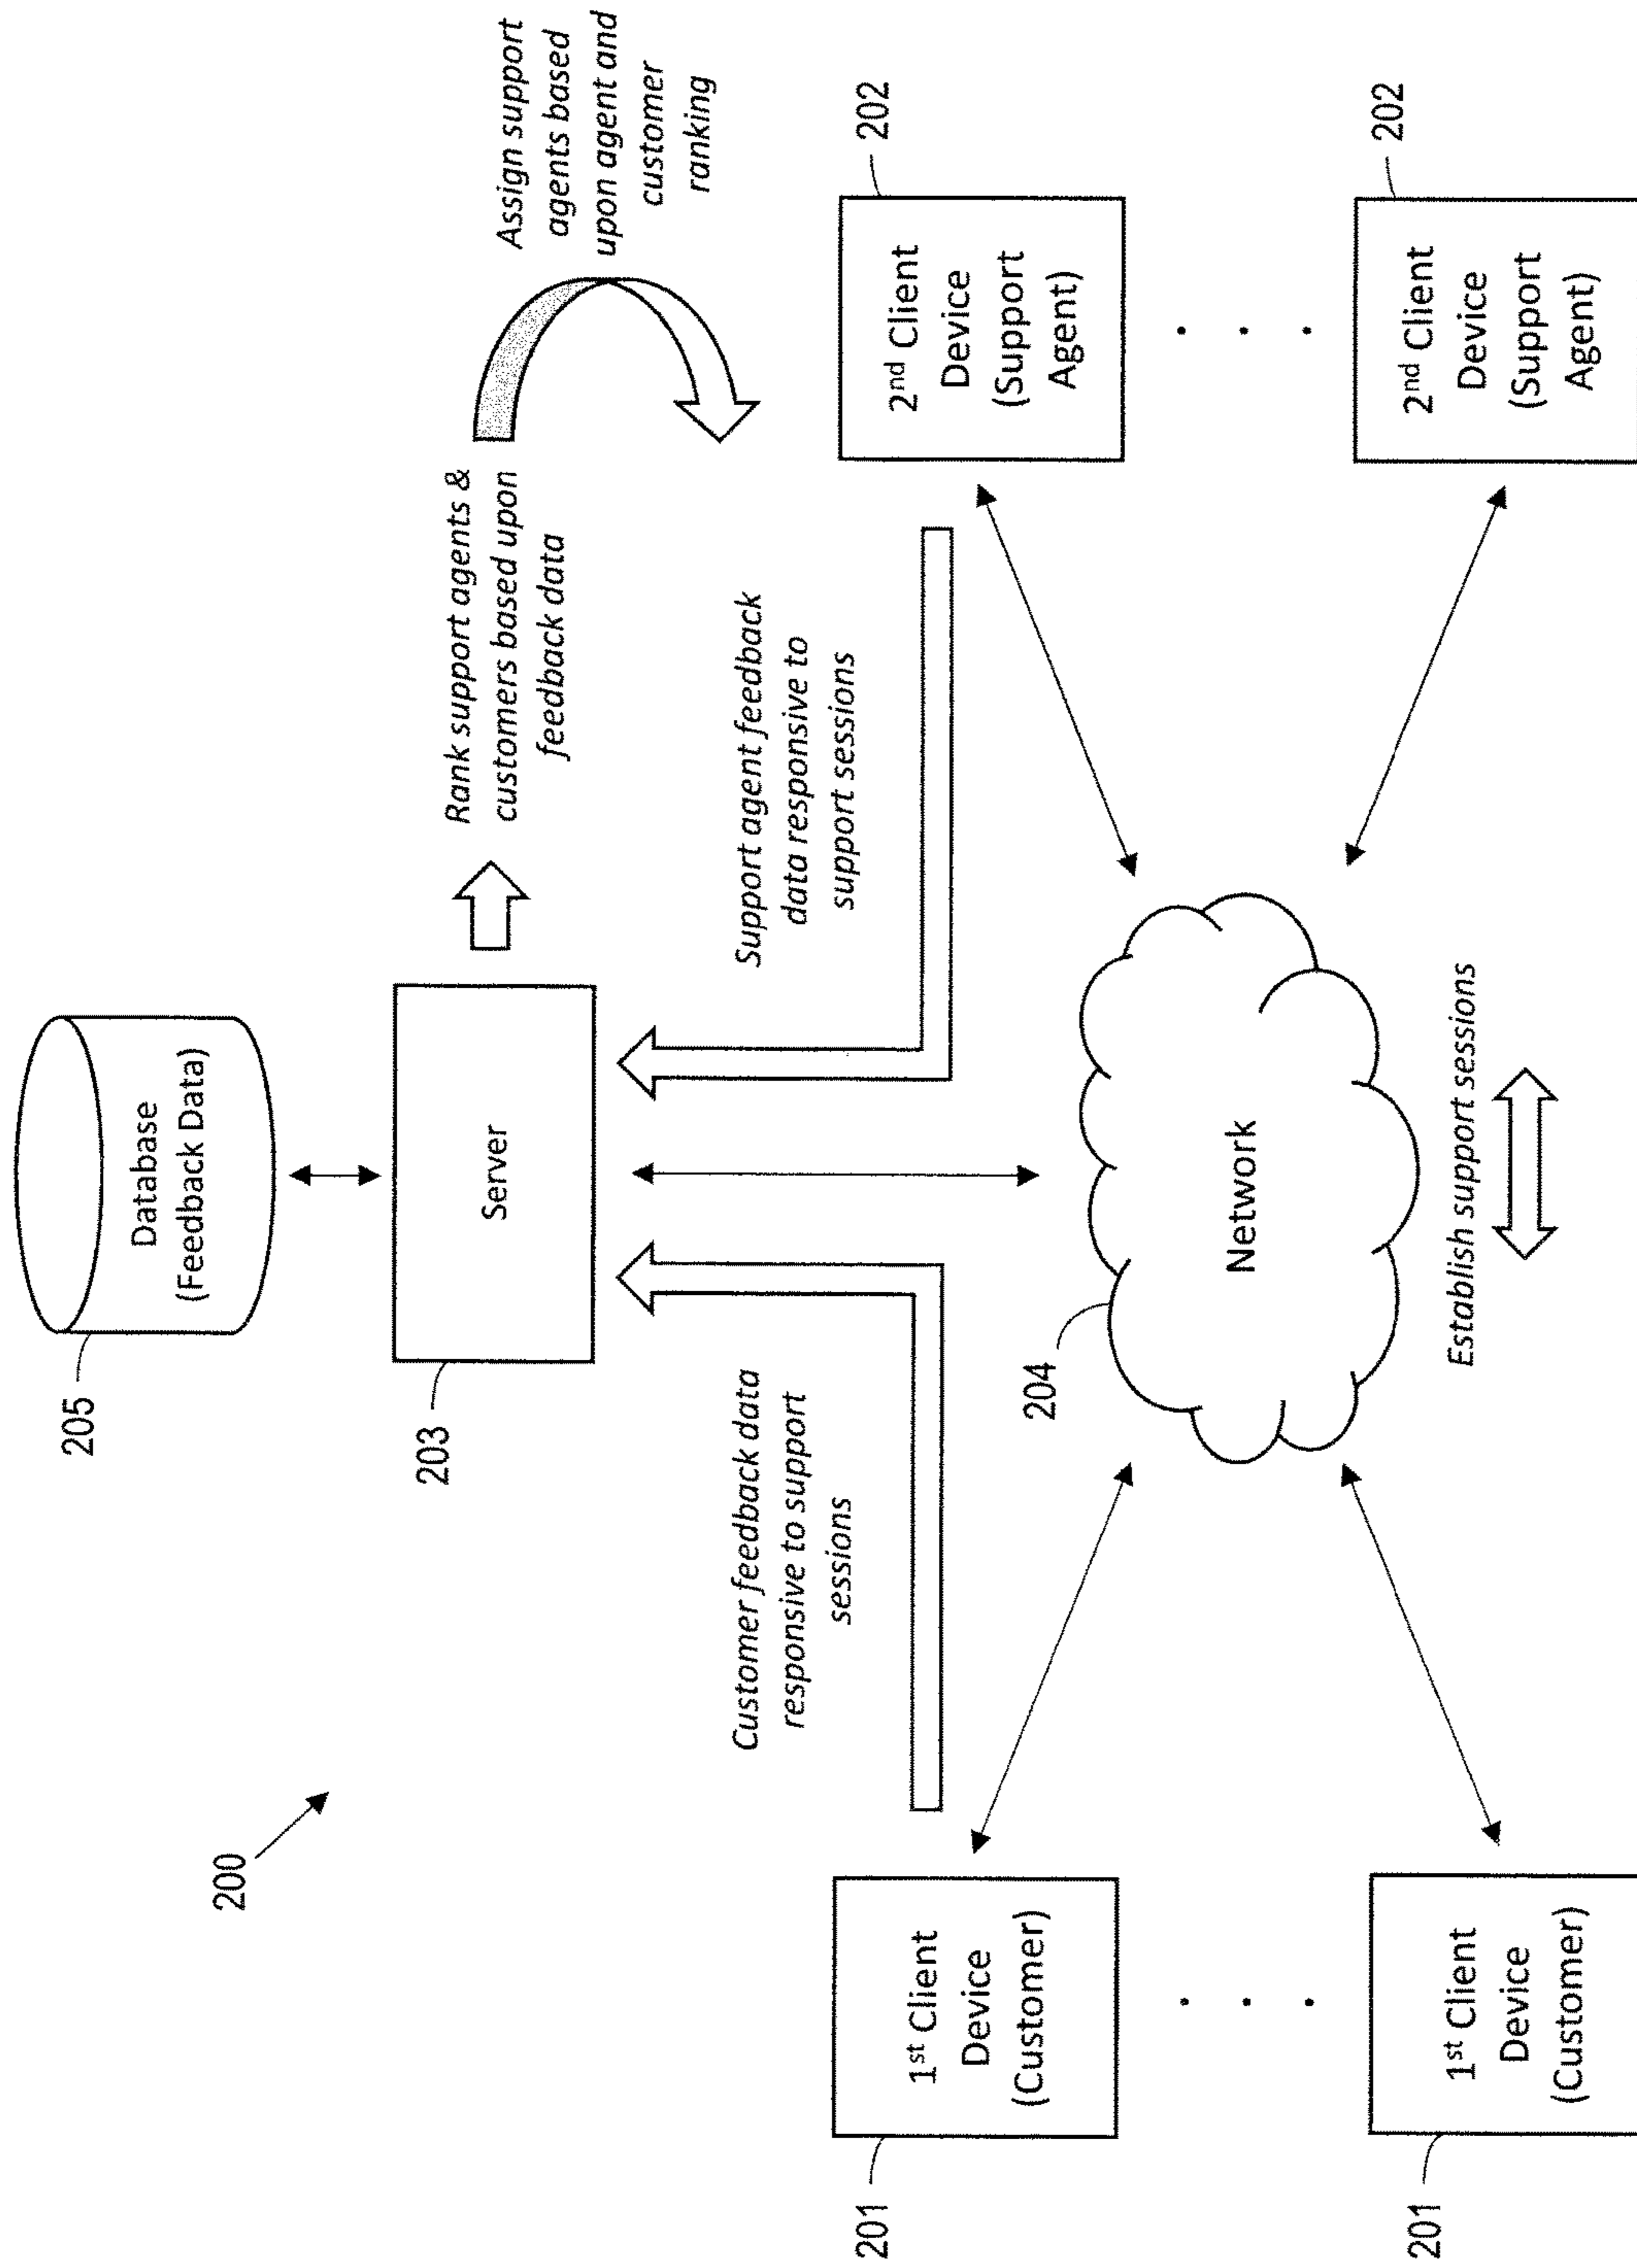 200
205
Database
(Feedback Data)
203
Server
Rank support agents &
customers based upon
feedback data
Assign support
agents based
upon agent and
customer
ranking
Customer feedback data
responsive to support
sessions
Support agent feedback
data responsive to
support sessions
201
1st Client
Device
(Customer)
204
Network
202
2nd Client
Device
(Support
Agent)
. . .
. . .
201
1st Client
Device
(Customer)
Establish support sessions
202
2nd Client
Device
(Support
Agent)